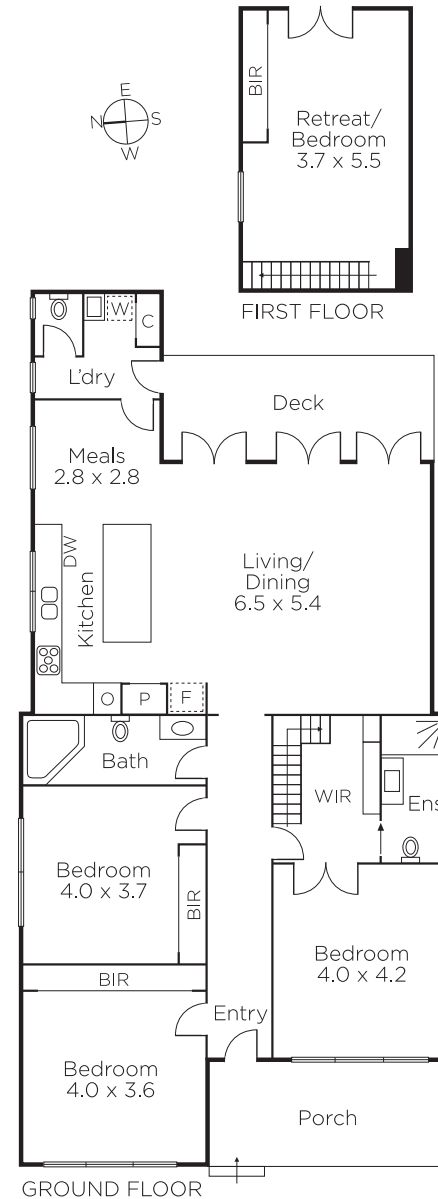 BIR
Retreat/
Bedroom
3.7 x 5.5
FIRST FLOOR
E
N
S
W
W
C
L'dry
Deck
Meals
2.8 x 2.8
DW
Kitchen
Living/
Dining
6.5 x 5.4
O
P
F
Bath
WIR
Ens
Bedroom
4.0 x 3.7
BIR
Bedroom
4.0 x 4.2
BIR
Entry
Bedroom
4.0 x 3.6
Porch
GROUND FLOOR